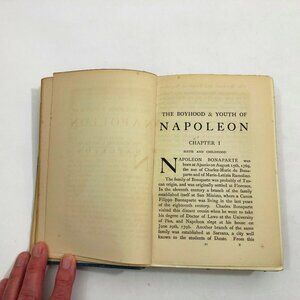 THE BOYHOOD & YOUTH OF
NAPOLEON
CHAPTER I
BIRTH AND CHILDHOOD
NAPOLEON BONAPARTE was
born at Ajaccio on August 15th, 1769,
the son of Charles-Marie de Bona-
parte and of Marie-Letitia Ramolino.
The family of Bonaparte was probably of Tus-
can origin, and was originally settled at Florence.
In the eleventh century a branch of the family
established itself at San Miniato, where a Canon
Filippo Bonaparte was living in the last years
of the eighteenth century. Charles Bonaparte
visited this distant cousin when he went to take
his degree of Doctor of Laws at the University
of Pisa, and Napoleon slept at his house on
June 29th, 1796. Another branch of the same
family was established at Sarzana, a city well
known to the students of Dante. From this